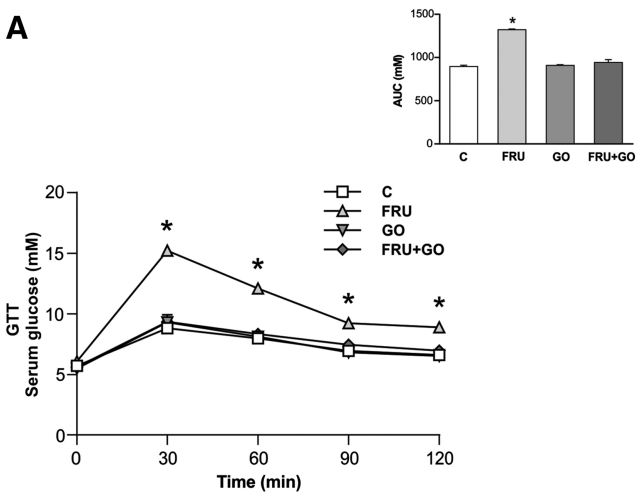 A
1500
1000
500
0
AUC (mM)
*
C FRU GO FRU+GO
C
FRU
GO
FRU+GO
20
15
10
5
0
GTT
Serum glucose (mM)
* * * *
0 30 60 90 120
Time (min)